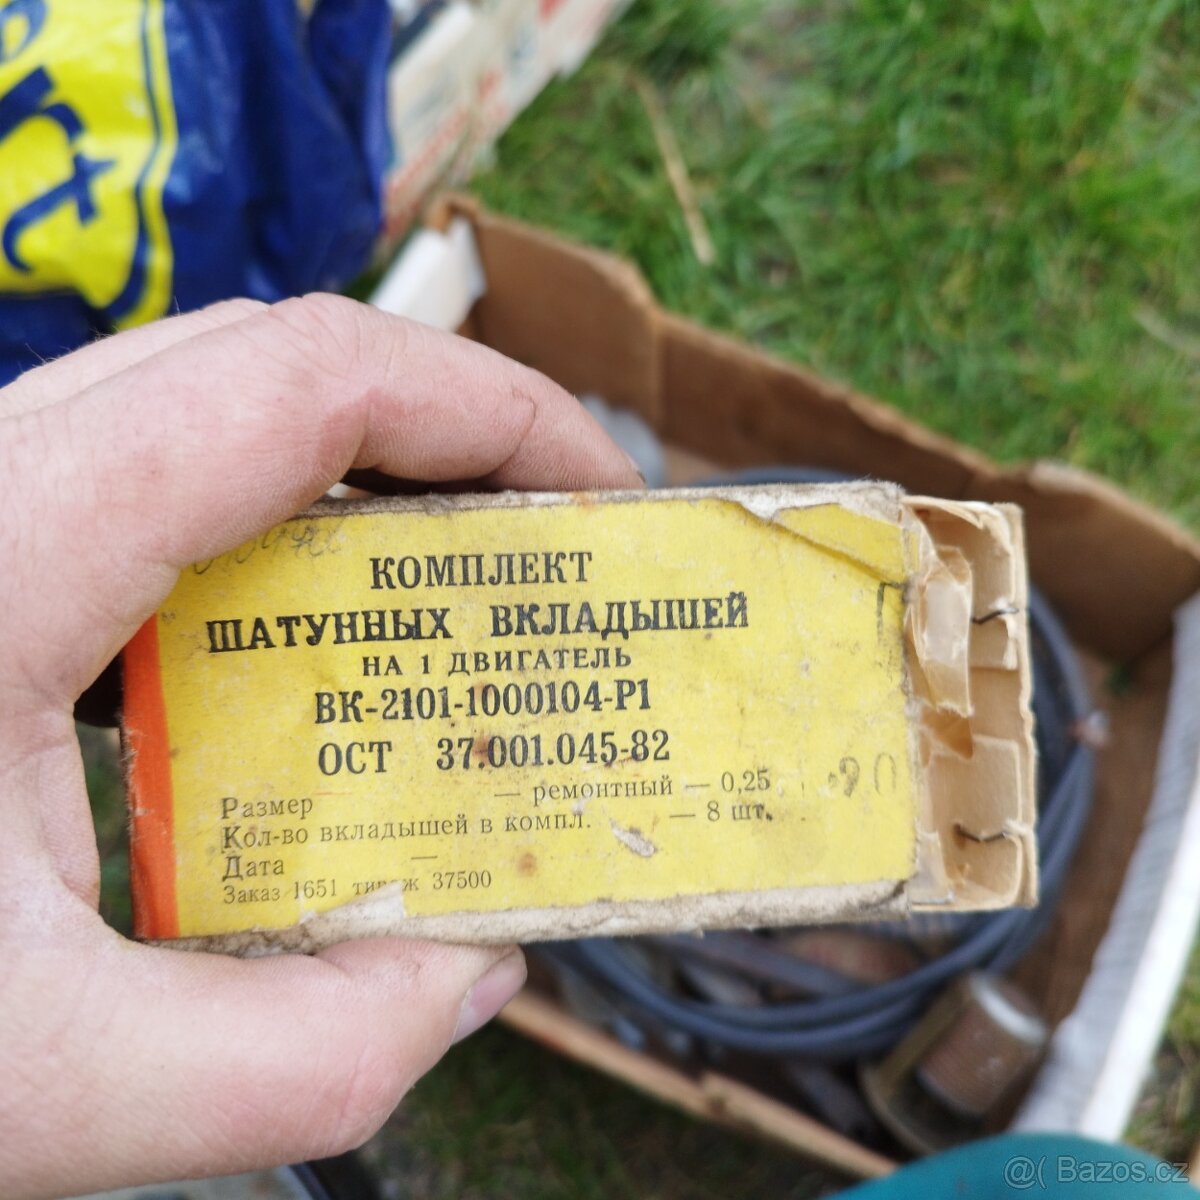 КОМПЛЕКТ
ШАТУННЫХ ВКЛАДЫШЕЙ
НА 1 ДВИГАТЕЛЬ
ВК-2101-1000104-Р1
ОСТ 37.001.045-82
Размер — ремонтный — 0,25
Кол-во вкладышей в компл. — 8 шт.
Дата —
Заказ 1651 тираж 37500
90
@( Bazos.cz